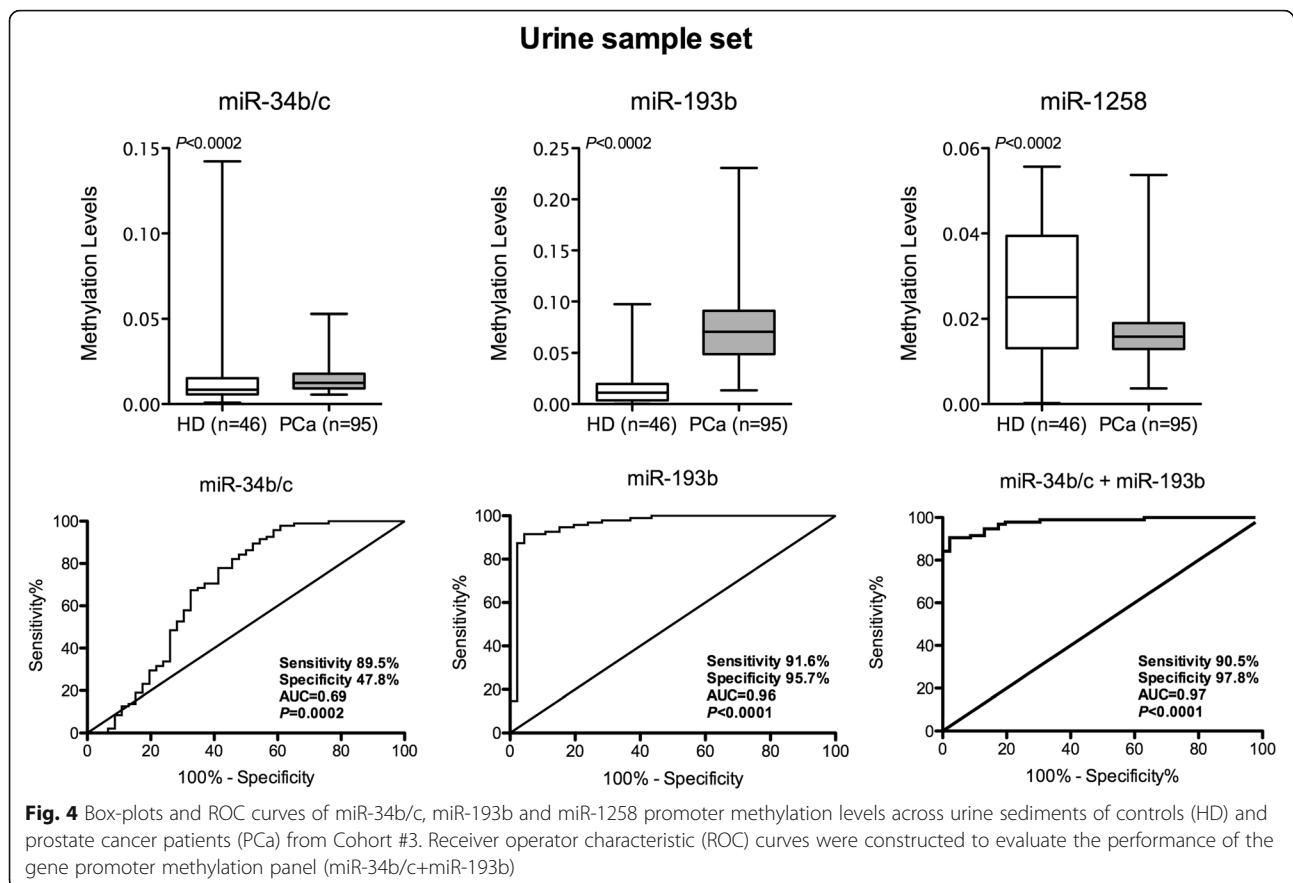 Urine sample set
miR-34b/c
P<0.0002
Methylation Levels
0.15
0.10
0.05
0.00
HD (n=46) PCa (n=95)
miR-193b
P<0.0002
Methylation Levels
0.25
0.20
0.15
0.10
0.05
0.00
HD (n=46) PCa (n=95)
miR-1258
P<0.0002
Methylation Levels
0.06
0.04
0.02
0.00
HD (n=46) PCa (n=95)
miR-34b/c
Sensitivity%
100
80
60
40
20
0
Sensitivity 89.5%
Specificity 47.8%
AUC=0.69
P=0.0002
0 20 40 60 80 100
100% - Specificity
miR-193b
Sensitivity%
100
80
60
40
20
0
Sensitivity 91.6%
Specificity 95.7%
AUC=0.96
P<0.0001
0 20 40 60 80 100
100% - Specificity
miR-34b/c + miR-193b
Sensitivity%
100
80
60
40
20
0
Sensitivity 90.5%
Specificity 97.8%
AUC=0.97
P<0.0001
0 20 40 60 80 100
100% - Specificity%
Fig. 4 Box-plots and ROC curves of miR-34b/c, miR-193b and miR-1258 promoter methylation levels across urine sediments of controls (HD) and
prostate cancer patients (PCa) from Cohort #3. Receiver operator characteristic (ROC) curves were constructed to evaluate the performance of the
gene promoter methylation panel (miR-34b/c+miR-193b)